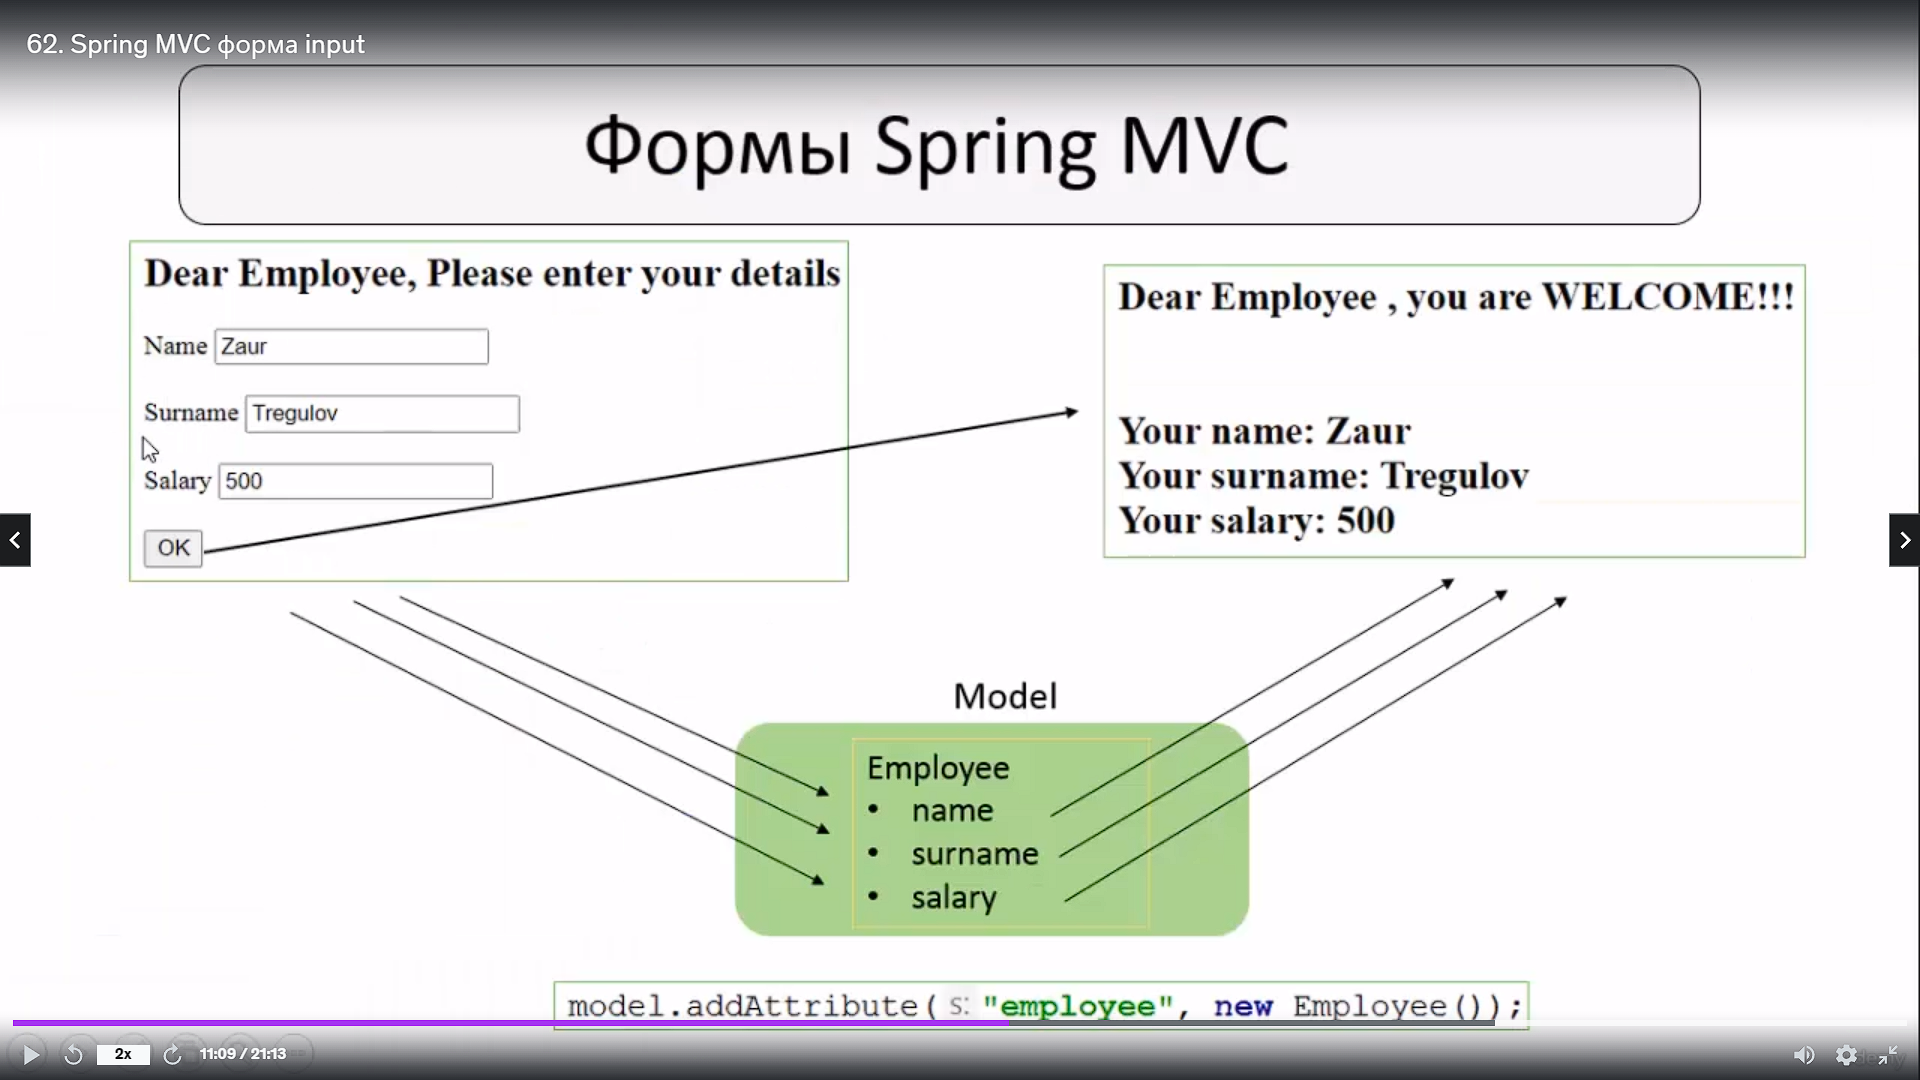 62. Spring MVC форма input
Формы Spring MVC
Dear Employee, Please enter your details
Name Zaur
Surname Tregulov
Salary 500
OK
Dear Employee , you are WELCOME!!!
Your name: Zaur
Your surname: Tregulov
Your salary: 500
Model
Employee
• name
• surname
• salary
model.addAttribute( s: "employee", new Employee());
2x
11:09 / 21:13